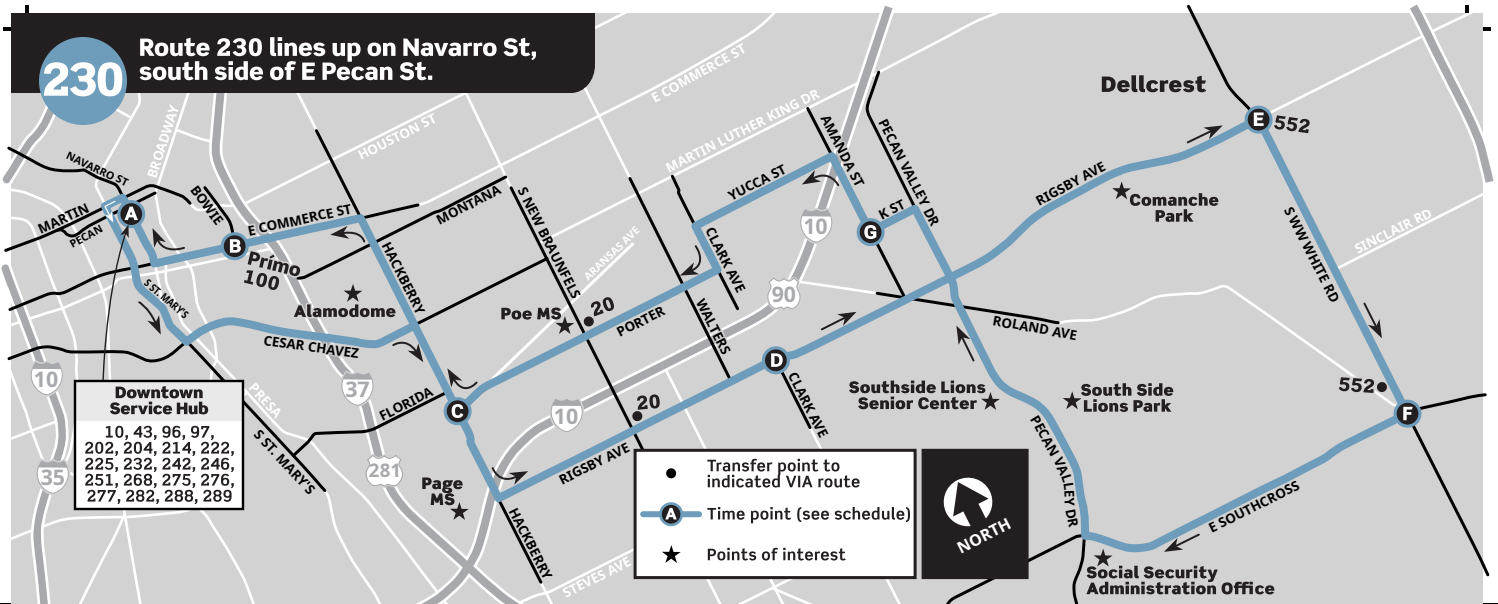 230
Route 230 lines up on Navarro St,
south side of E Pecan St.
E COMMERCE ST
Dellcrest
BROADWAY
HOUSTON ST
MARTIN LUTHER KING DR
AMANDA ST
PECAN VALLEY DR
E
552
NAVARRO ST
BOWIE
YUCCA ST
RIGSBY AVE
Comanche
Park
MARTIN
A
PECAN
E COMMERCE ST
MONTANA
S NEW BRAUNFELS
K ST
G
10
B
Prímo
100
HACKBERRY
ARANSAS AVE
CLARK AVE
S WW WHITE RD
SINCLAIR RD
S ST. MARY'S
Alamodome
Poe MS
20
PORTER
WALTERS
90
ROLAND AVE
CESAR CHAVEZ
D
CLARK AVE
10
37
Downtown
Service Hub
10, 43, 96, 97,
202, 204, 214, 222,
225, 232, 242, 246,
251, 268, 275, 276,
277, 282, 288, 289
PRESA
FLORIDA
C
10
20
Southside Lions
Senior Center
South Side
Lions Park
552
F
S ST. MARY'S
35
281
RIGSBY AVE
PECAN VALLEY DR
Page
MS
HACKBERRY
STEVES AVE
Transfer point to
indicated VIA route
A
Time point (see schedule)
Points of interest
NORTH
E SOUTHCROSS
Social Security
Administration Office